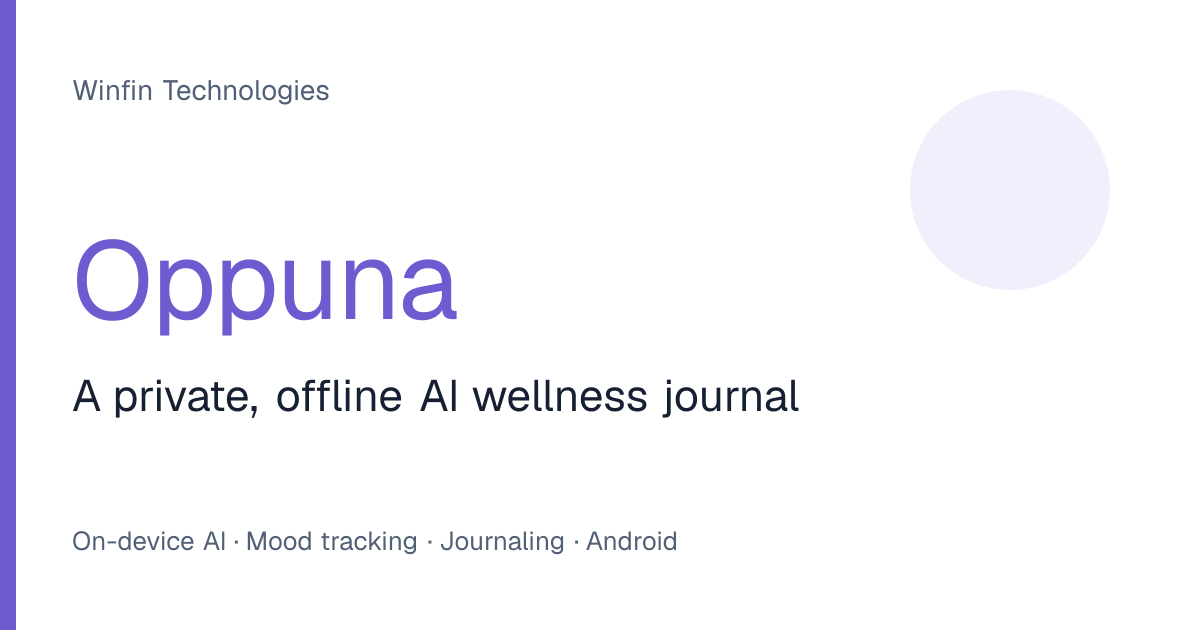 Winfin Technologies
Oppuna
A private, offline AI wellness journal
On-device AI · Mood tracking · Journaling · Android